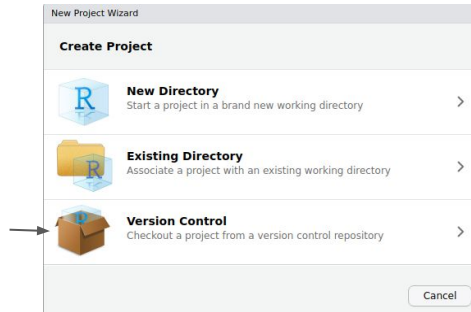 New Project Wizard
Create Project
New Directory
Start a project in a brand new working directory
Existing Directory
Associate a project with an existing working directory
Version Control
Checkout a project from a version control repository
Cancel